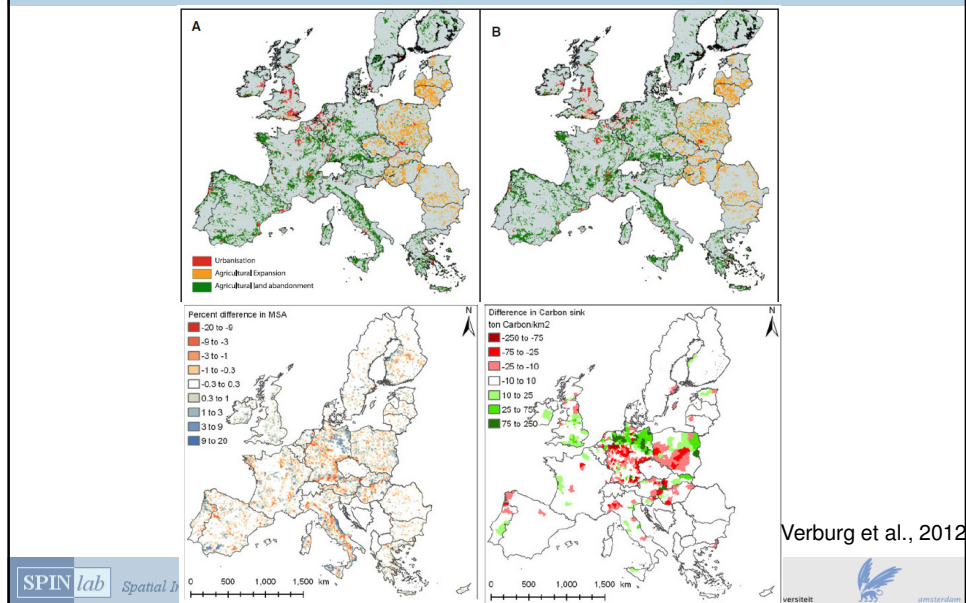 A
B
Urbanisation
Agricultural Expansion
Agricultural land abandonment
Percent difference in MSA
-20 to -9
-9 to -3
-3 to -1
-1 to -0.3
-0.3 to 0.3
0.3 to 1
1 to 3
3 to 9
9 to 20
N
0 500 1,000 1,500 km
Difference in Carbon sink
ton Carbon/km2
-250 to -75
-75 to -25
-25 to -10
-10 to 10
10 to 25
25 to 75
75 to 250
N
0 500 1,000 1,500 km
Verburg et al., 2012
SPINlab Spatial
versiteit amsterdam